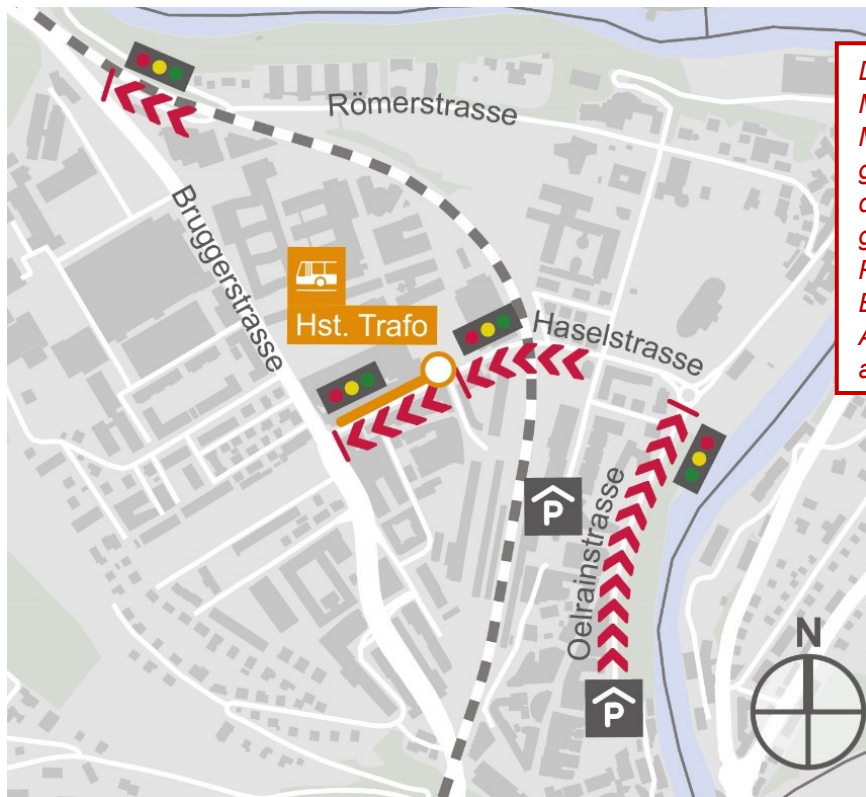 Römerstrasse
Bruggerstrasse
Hst. Trafo
Haselstrasse
Oelrainstrasse
P
P
N